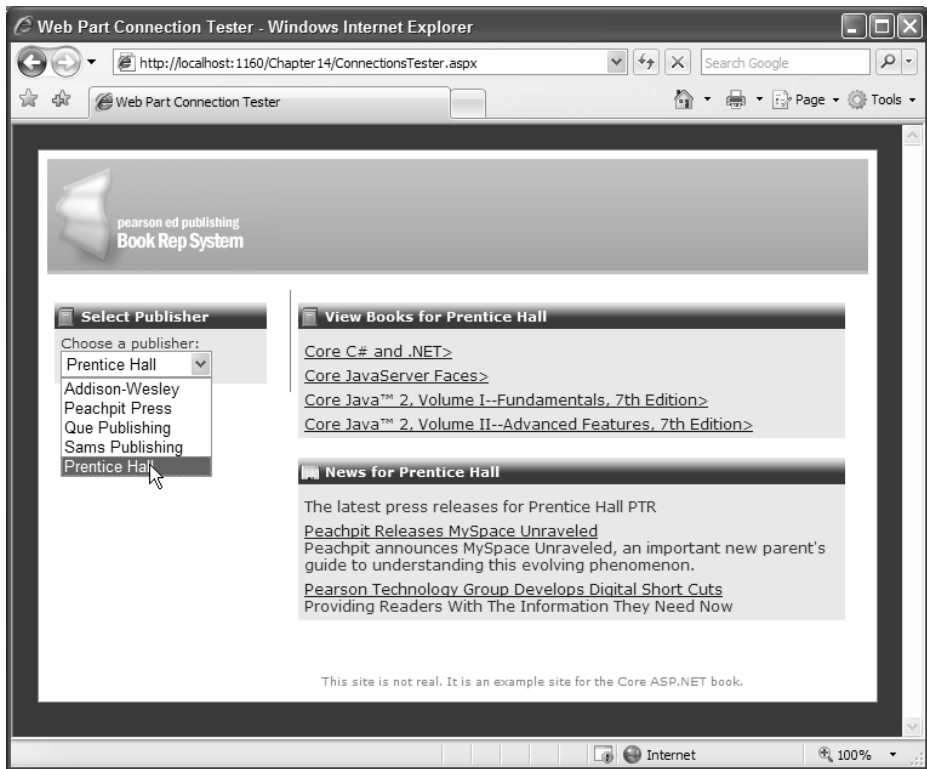 Web Part Connection Tester - Windows Internet Explorer
http://localhost:1160/Chapter14/ConnectionsTester.aspx
Search Google
Web Part Connection Tester
Page
Tools
pearson ed publishing
Book Rep System
Select Publisher
Choose a publisher:
Prentice Hall
Addison-Wesley
Peachpit Press
Que Publishing
Sams Publishing
Prentice Hall
View Books for Prentice Hall
Core C# and .NET>
Core JavaServer Faces>
Core Java™ 2, Volume I--Fundamentals, 7th Edition>
Core Java™ 2, Volume II--Advanced Features, 7th Edition>
News for Prentice Hall
The latest press releases for Prentice Hall PTR
Peachpit Releases MySpace Unraveled
Peachpit announces MySpace Unraveled, an important new parent's
guide to understanding this evolving phenomenon.
Pearson Technology Group Develops Digital Short Cuts
Providing Readers With The Information They Need Now
This site is not real. It is an example site for the Core ASP.NET book.
Internet
100%